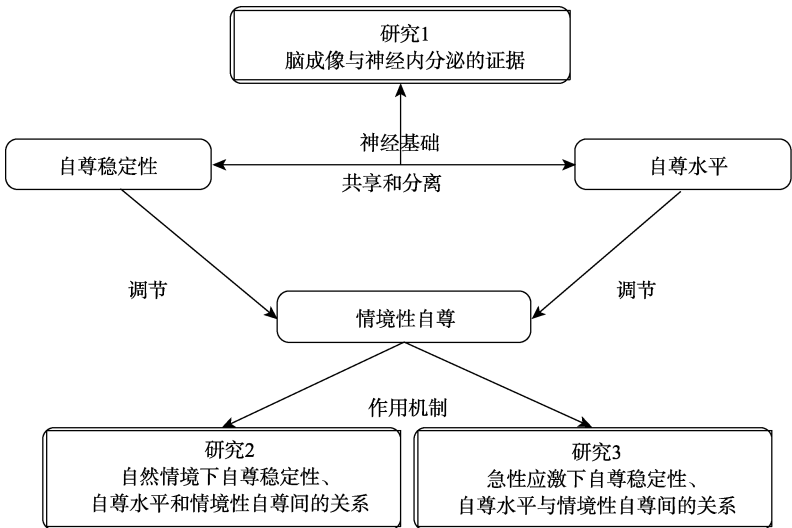 研究1
脑成像与神经内分泌的证据
神经基础
自尊稳定性
自尊水平
共享和分离
调节
调节
情境性自尊
作用机制
研究2
自然情境下自尊稳定性、
自尊水平和情境性自尊间的关系
研究3
急性应激下自尊稳定性、
自尊水平与情境性自尊间的关系